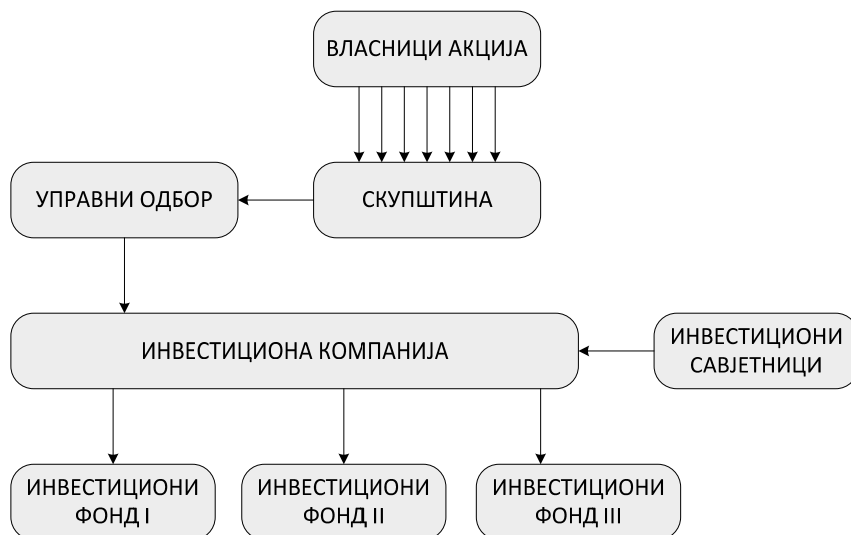 ВЛАСНИЦИ АКЦИЈА
УПРАВНИ ОДБОР
СКУПШТИНА
ИНВЕСТИЦИОНА КОМПАНИЈА
ИНВЕСТИЦИОНИ
САВЈЕТНИЦИ
ИНВЕСТИЦИОНИ
ФОНД I
ИНВЕСТИЦИОНИ
ФОНД II
ИНВЕСТИЦИОНИ
ФОНД III